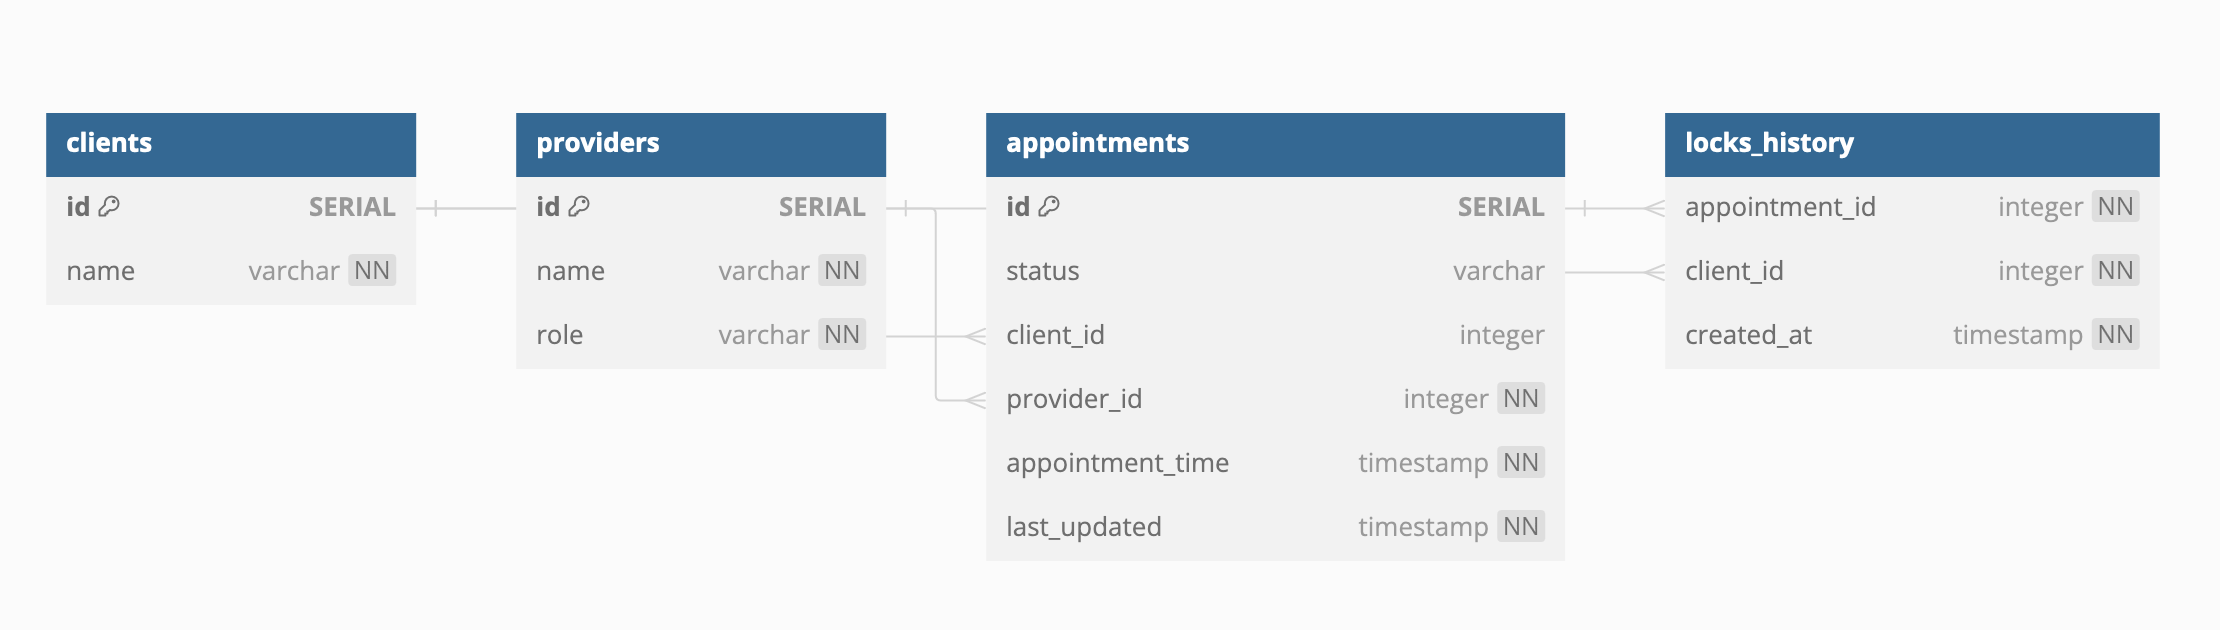 clients
id SERIAL
name varchar NN
providers
id SERIAL
name varchar NN
role varchar NN
appointments
id SERIAL
status varchar
client_id integer
provider_id integer NN
appointment_time timestamp NN
last_updated timestamp NN
locks_history
appointment_id integer NN
client_id integer NN
created_at timestamp NN